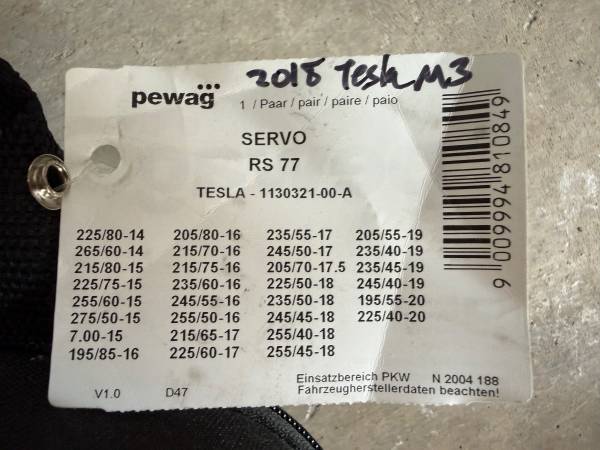 2018 Tesla M3
pewag
1 / Paar / pair / paire / paio
SERVO
RS 77
TESLA - 1130321-00-A
225/80-14 205/80-16 235/55-17 205/55-19
265/60-14 215/70-16 245/50-17 235/40-19
215/80-15 215/75-16 205/70-17.5 235/45-19
225/75-15 235/60-16 225/50-18 245/40-19
255/60-15 245/55-16 235/50-18 195/55-20
275/50-15 255/50-16 245/45-18 225/40-20
7.00-15 215/65-17 255/40-18
195/85-16 225/60-17 255/45-18
Einsatzbereich PKW N 2004 188
V1.0 D47 Fahrzeugherstellerdaten beachten!
9 009994 810849